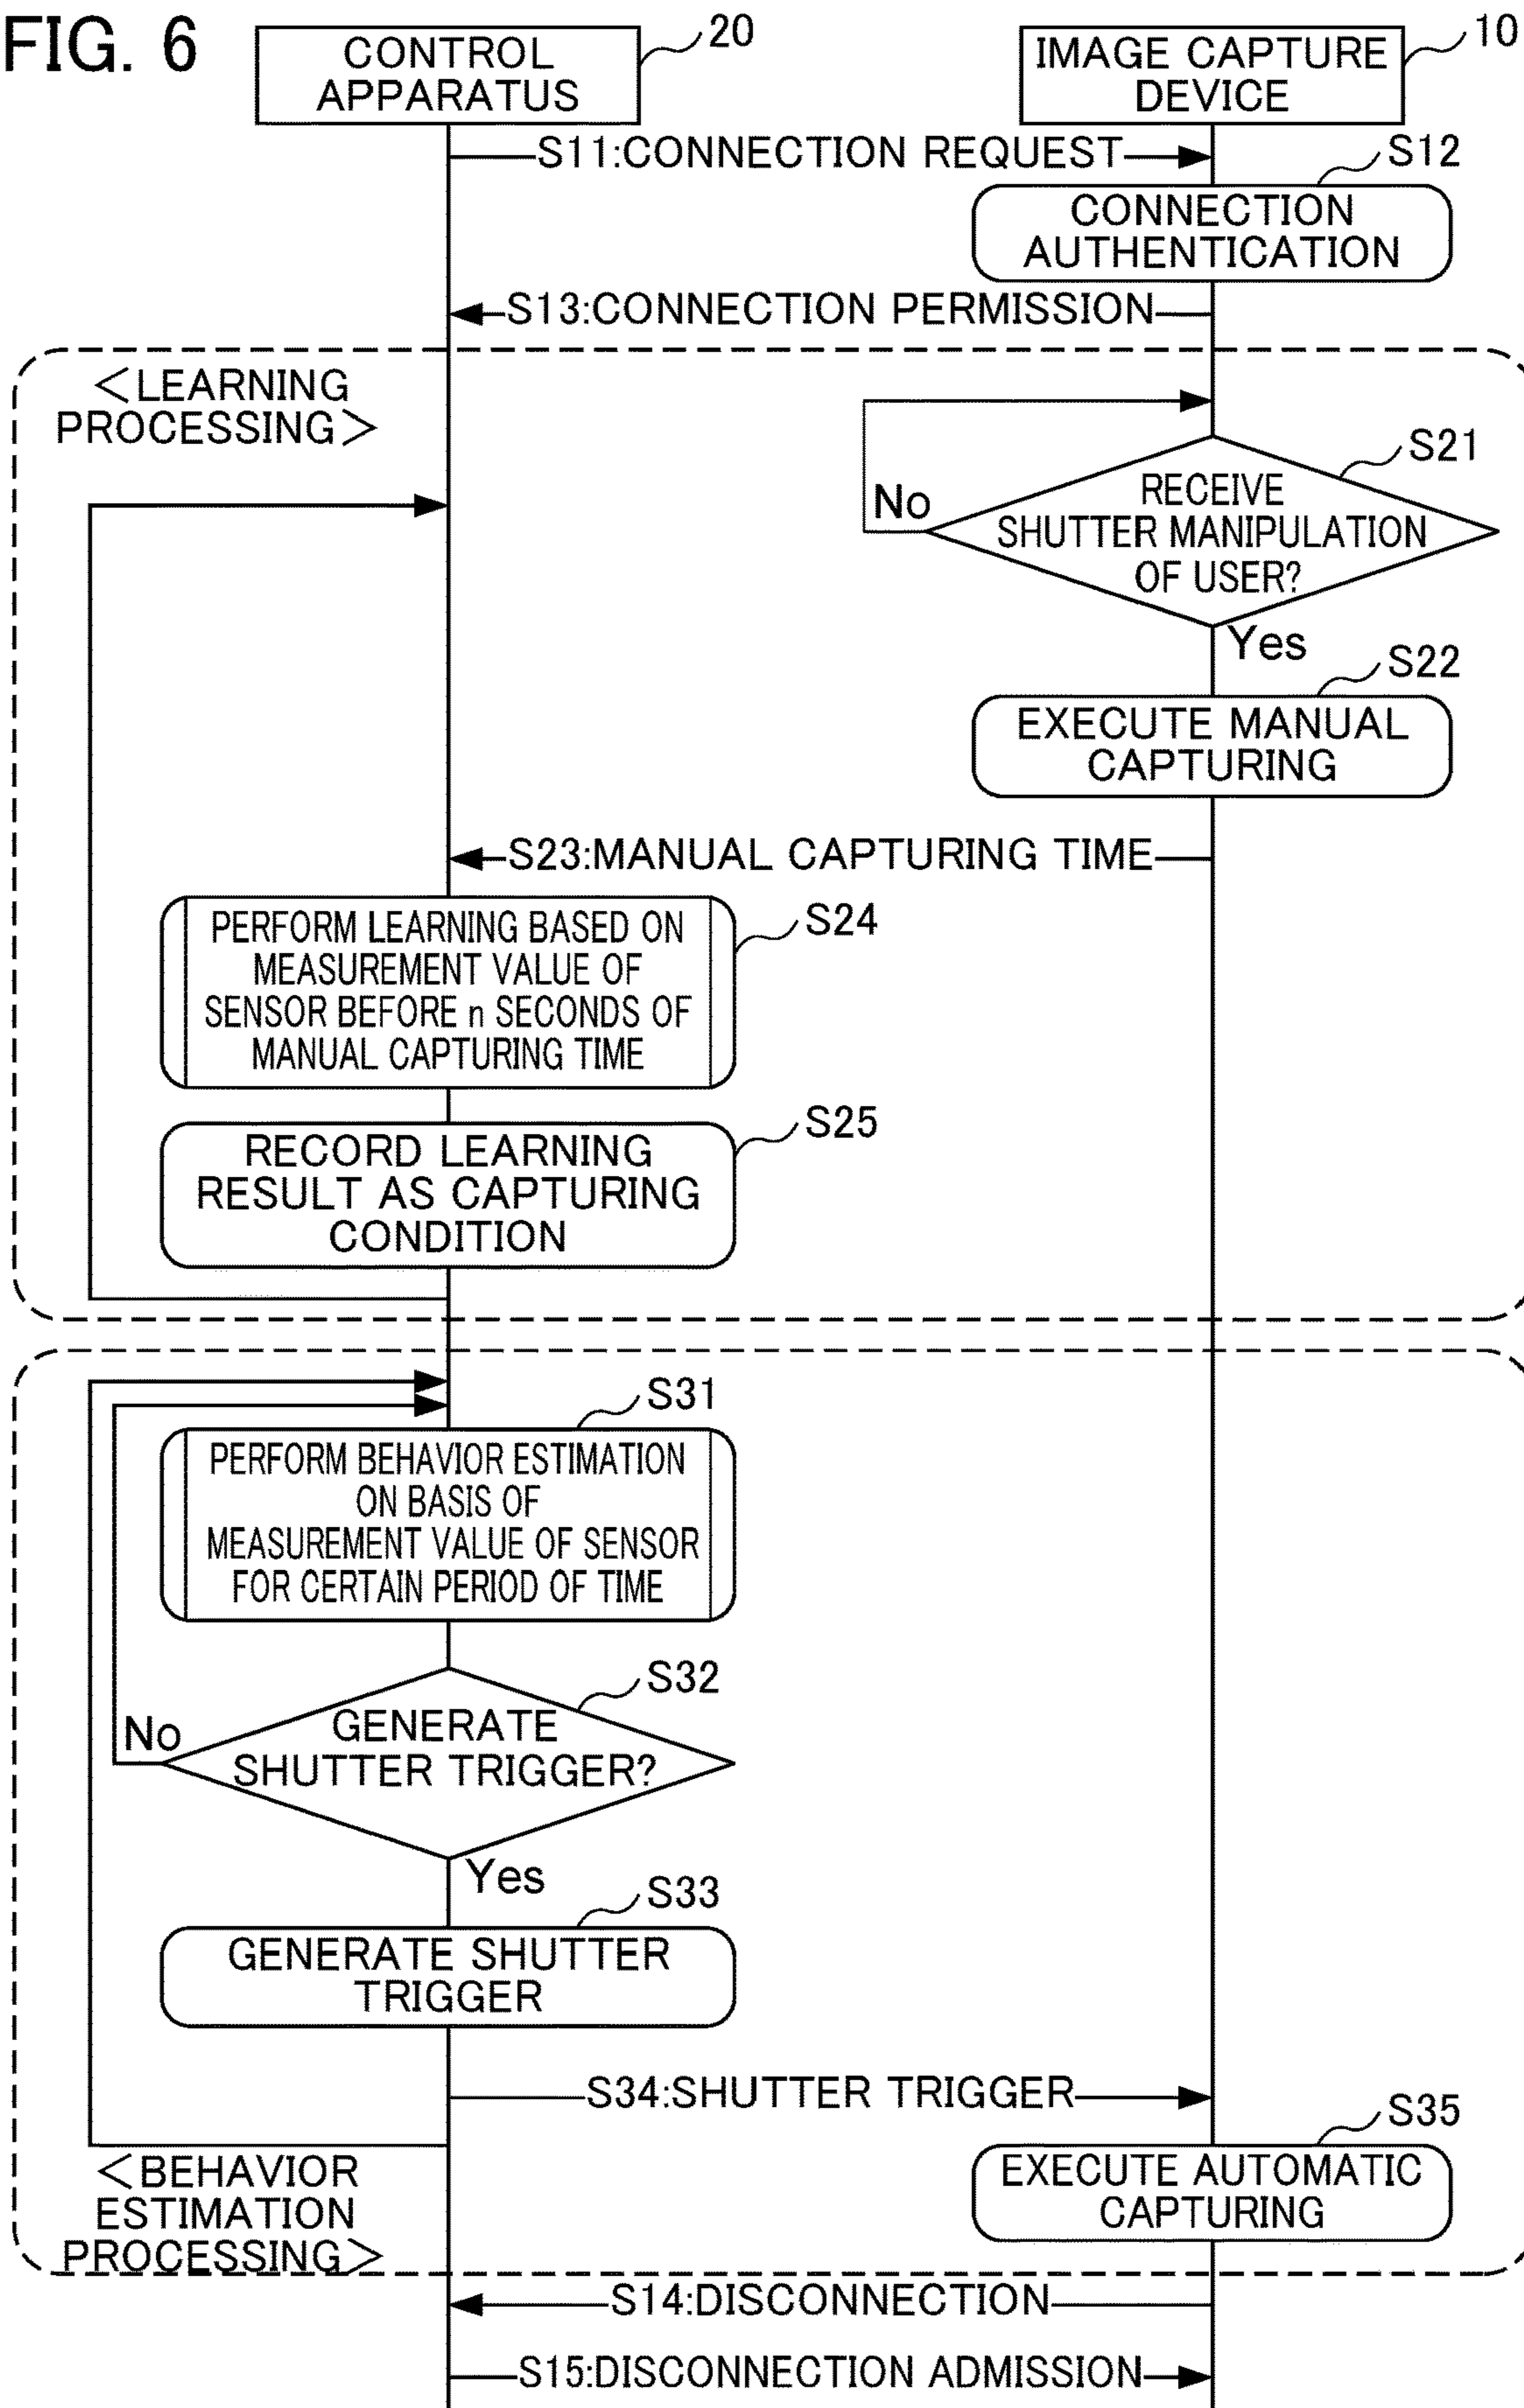 FIG. 6
CONTROL
APPARATUS
20
IMAGE CAPTURE
DEVICE
10
S11:CONNECTION REQUEST
S12
CONNECTION
AUTHENTICATION
S13:CONNECTION PERMISSION
<LEARNING
PROCESSING>
S21
RECEIVE
SHUTTER MANIPULATION
OF USER?
No
Yes
S22
EXECUTE MANUAL
CAPTURING
S23:MANUAL CAPTURING TIME
S24
PERFORM LEARNING BASED ON
MEASUREMENT VALUE OF
SENSOR BEFORE n SECONDS OF
MANUAL CAPTURING TIME
S25
RECORD LEARNING
RESULT AS CAPTURING
CONDITION
S31
PERFORM BEHAVIOR ESTIMATION
ON BASIS OF
MEASUREMENT VALUE OF SENSOR
FOR CERTAIN PERIOD OF TIME
S32
GENERATE
SHUTTER TRIGGER?
No
Yes
S33
GENERATE SHUTTER
TRIGGER
S34:SHUTTER TRIGGER
S35
EXECUTE AUTOMATIC
CAPTURING
<BEHAVIOR
ESTIMATION
PROCESSING>
S14:DISCONNECTION
S15:DISCONNECTION ADMISSION